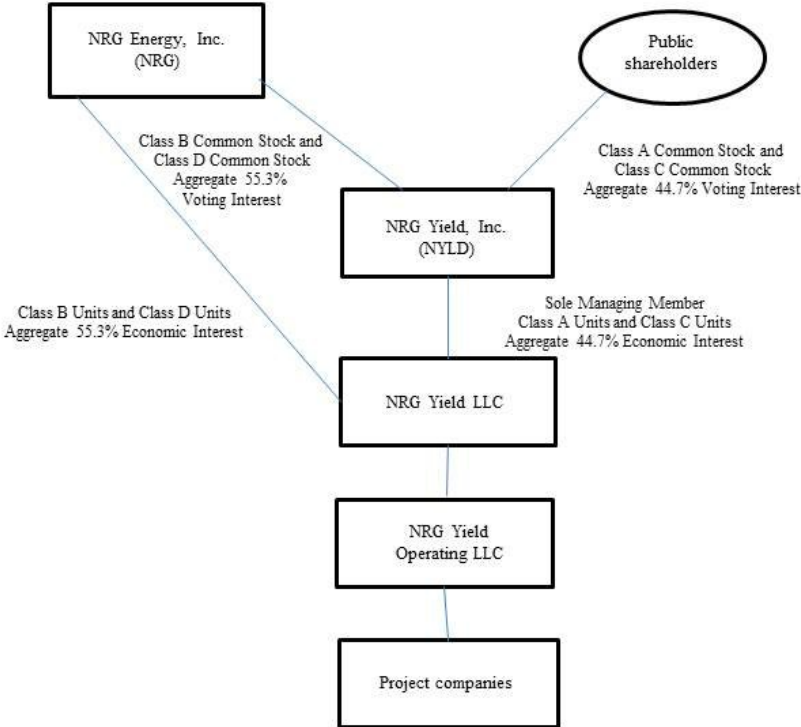 NRG Energy, Inc.
(NRG)
Public
shareholders
Class B Common Stock and
Class D Common Stock
Aggregate 55.3%
Voting Interest
Class A Common Stock and
Class C Common Stock
Aggregate 44.7% Voting Interest
NRG Yield, Inc.
(NYLD)
Class B Units and Class D Units
Aggregate 55.3% Economic Interest
Sole Managing Member
Class A Units and Class C Units
Aggregate 44.7% Economic Interest
NRG Yield LLC
NRG Yield
Operating LLC
Project companies